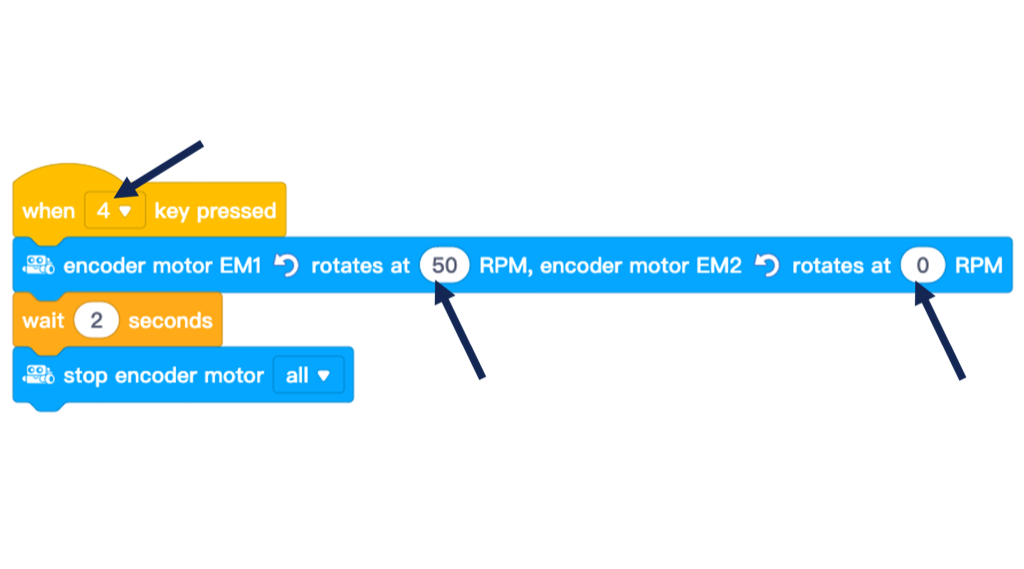 when 4 key pressed
encoder motor EM1 rotates at 50 RPM, encoder motor EM2 rotates at 0 RPM
wait 2 seconds
stop encoder motor all